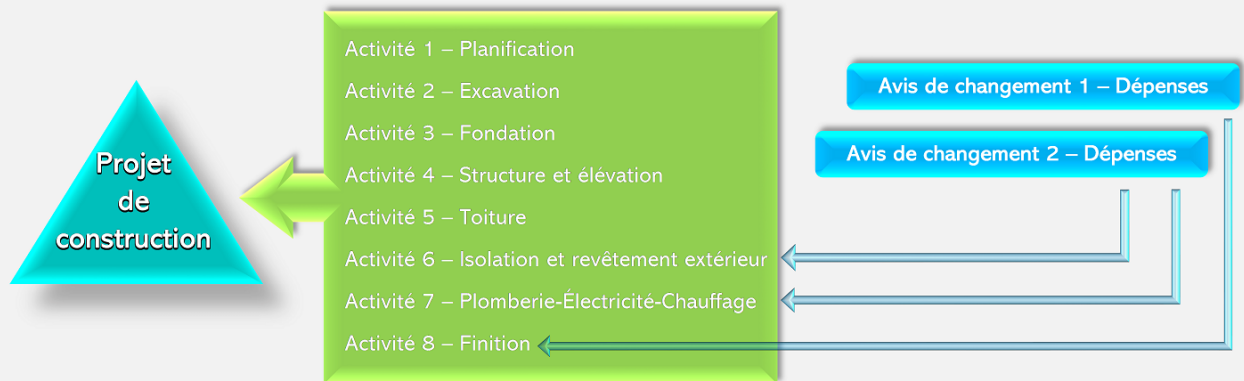 Projet
de
construction
Activité 1 – Planification
Activité 2 – Excavation
Activité 3 – Fondation
Activité 4 – Structure et élévation
Activité 5 – Toiture
Activité 6 – Isolation et revêtement extérieur
Activité 7 – Plomberie-Électricité-Chauffage
Activité 8 – Finition
Avis de changement 1 – Dépenses
Avis de changement 2 – Dépenses